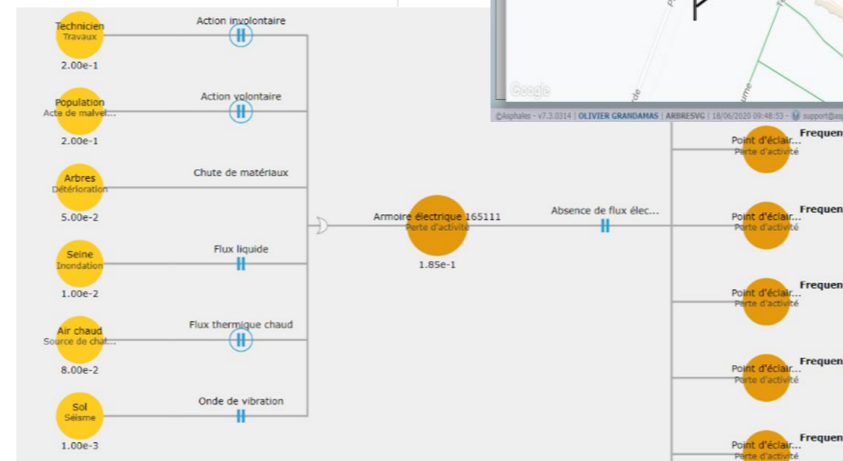 Technicien
Travaux
2.00e-1
Action involontaire
Population
Acte de malvei...
2.00e-1
Action volontaire
Arbres
Détérioration
5.00e-2
Chute de matériaux
Seine
Inondation
1.00e-2
Flux liquide
Air chaud
Source de chal...
8.00e-2
Flux thermique chaud
Sol
Séisme
1.00e-3
Onde de vibration
Armoire électrique 165111
Perte d'activité
1.85e-1
Absence de flux élec...
Google
©Asphales - v7.3.0314 | OLIVIER GRANDAMAS | ARBRESVG | 18/06/2020 09:48:53 - support@asp
Frequen
Point d'éclair...
Perte d'activité
Frequen
Point d'éclair...
Perte d'activité
Frequen
Point d'éclair...
Perte d'activité
Frequen
Point d'éclair...
Perte d'activité
Frequen
Point d'éclair...
Perte d'activité